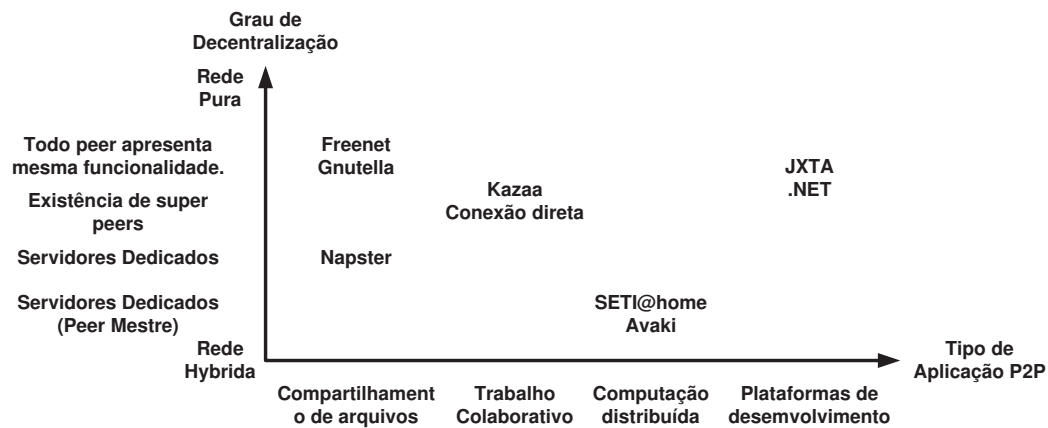 Grau de
Decentralização
Rede
Pura
Todo peer apresenta
mesma funcionalidade.
Freenet
Gnutella
JXTA
.NET
Existência de super
peers
Kazaa
Conexão direta
Servidores Dedicados
Napster
Servidores Dedicados
(Peer Mestre)
SETI@home
Avaki
Rede
Hybrida
Tipo de
Aplicação P2P
Compartilhament
o de arquivos
Trabalho
Colaborativo
Computação
distribuída
Plataformas de
desemvolvimento